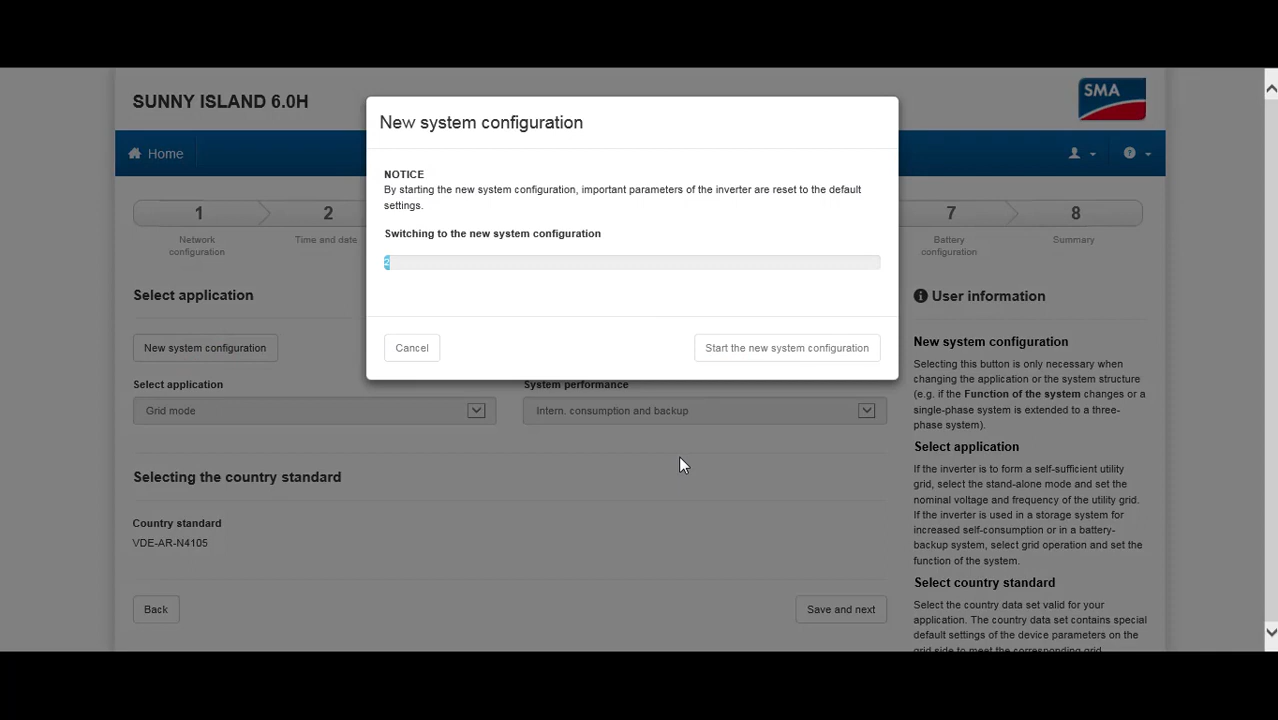 SUNNY ISLAND 6.0H
SMA
Home
New system configuration
NOTICE
By starting the new system configuration, important parameters of the inverter are reset to the default
settings.
Switching to the new system configuration
2
Cancel
Start the new system configuration
1
2
7
8
Network
configuration
Time and date
Battery
configuration
Summary
Select application
New system configuration
Select application
System performance
Grid mode
Intern. consumption and backup
Selecting the country standard
Country standard
VDE-AR-N4105
Back
Save and next
User information
New system configuration
Selecting this button is only necessary when
changing the application or the system structure
(e.g. if the Function of the system changes or a
single-phase system is extended to a three-
phase system).
Select application
If the inverter is to form a self-sufficient utility
grid, select the stand-alone mode and set the
nominal voltage and frequency of the utility grid.
If the inverter is used in a storage system for
increased self-consumption or in a battery-
backup system, select grid operation and set the
function of the system.
Select country standard
Select the country data set valid for your
application. The country data set contains special
default settings of the device parameters on the
grid side to meet the corresponding grid